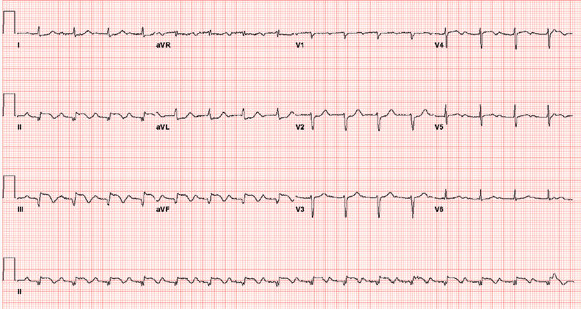 I aVR V1 V4
II aVL V2 V5
III aVF V3 V6
II